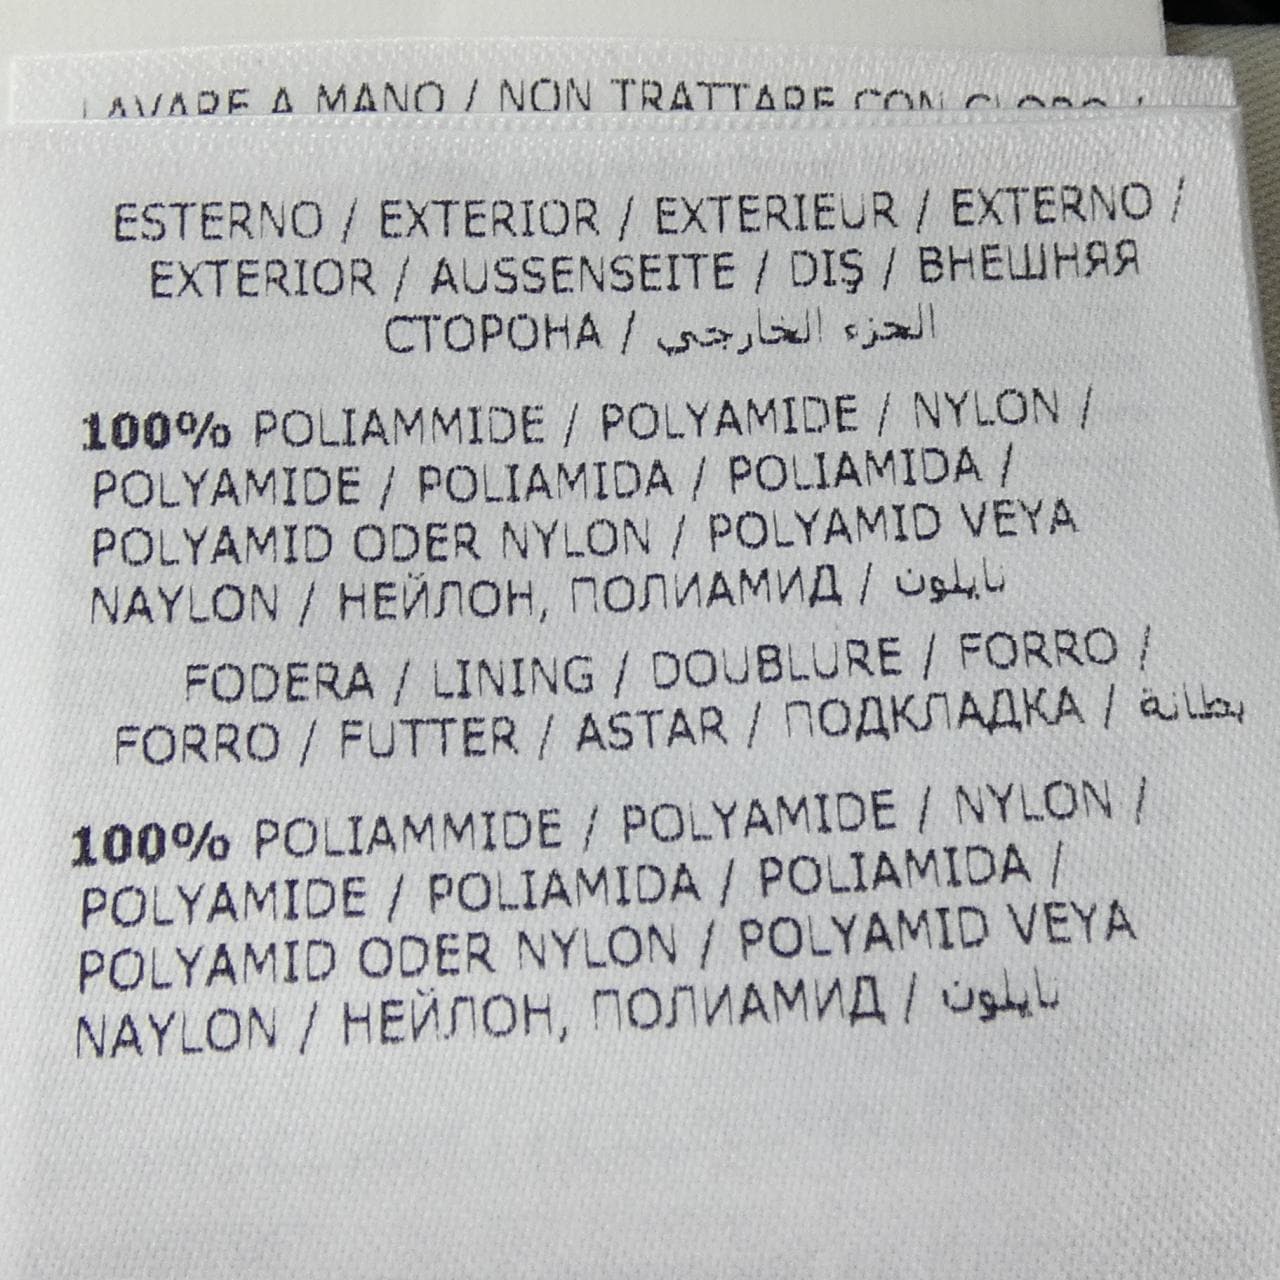 LAVARE A MANO / NON TRATTARE CON CLORO /
ESTERNO / EXTERIOR / EXTERIEUR / EXTERNO /
EXTERIOR / AUSSENSEITE / DIŞ / ВНЕШНЯЯ
СТОРОНА / الجزء الخارجي
100% POLIAMMIDE / POLYAMIDE / NYLON /
POLYAMIDE / POLIAMIDA / POLIAMIDA /
POLYAMID ODER NYLON / POLYAMID VEYA
NAYLON / НЕЙЛОН, ПОЛИАМИД / نايلون
FODERA / LINING / DOUBLURE / FORRO /
FORRO / FUTTER / ASTAR / ПОДКЛАДКА / بطانة
100% POLIAMMIDE / POLYAMIDE / NYLON /
POLYAMIDE / POLIAMIDA / POLIAMIDA /
POLYAMID ODER NYLON / POLYAMID VEYA
NAYLON / НЕЙЛОН, ПОЛИАМИД / نايلون